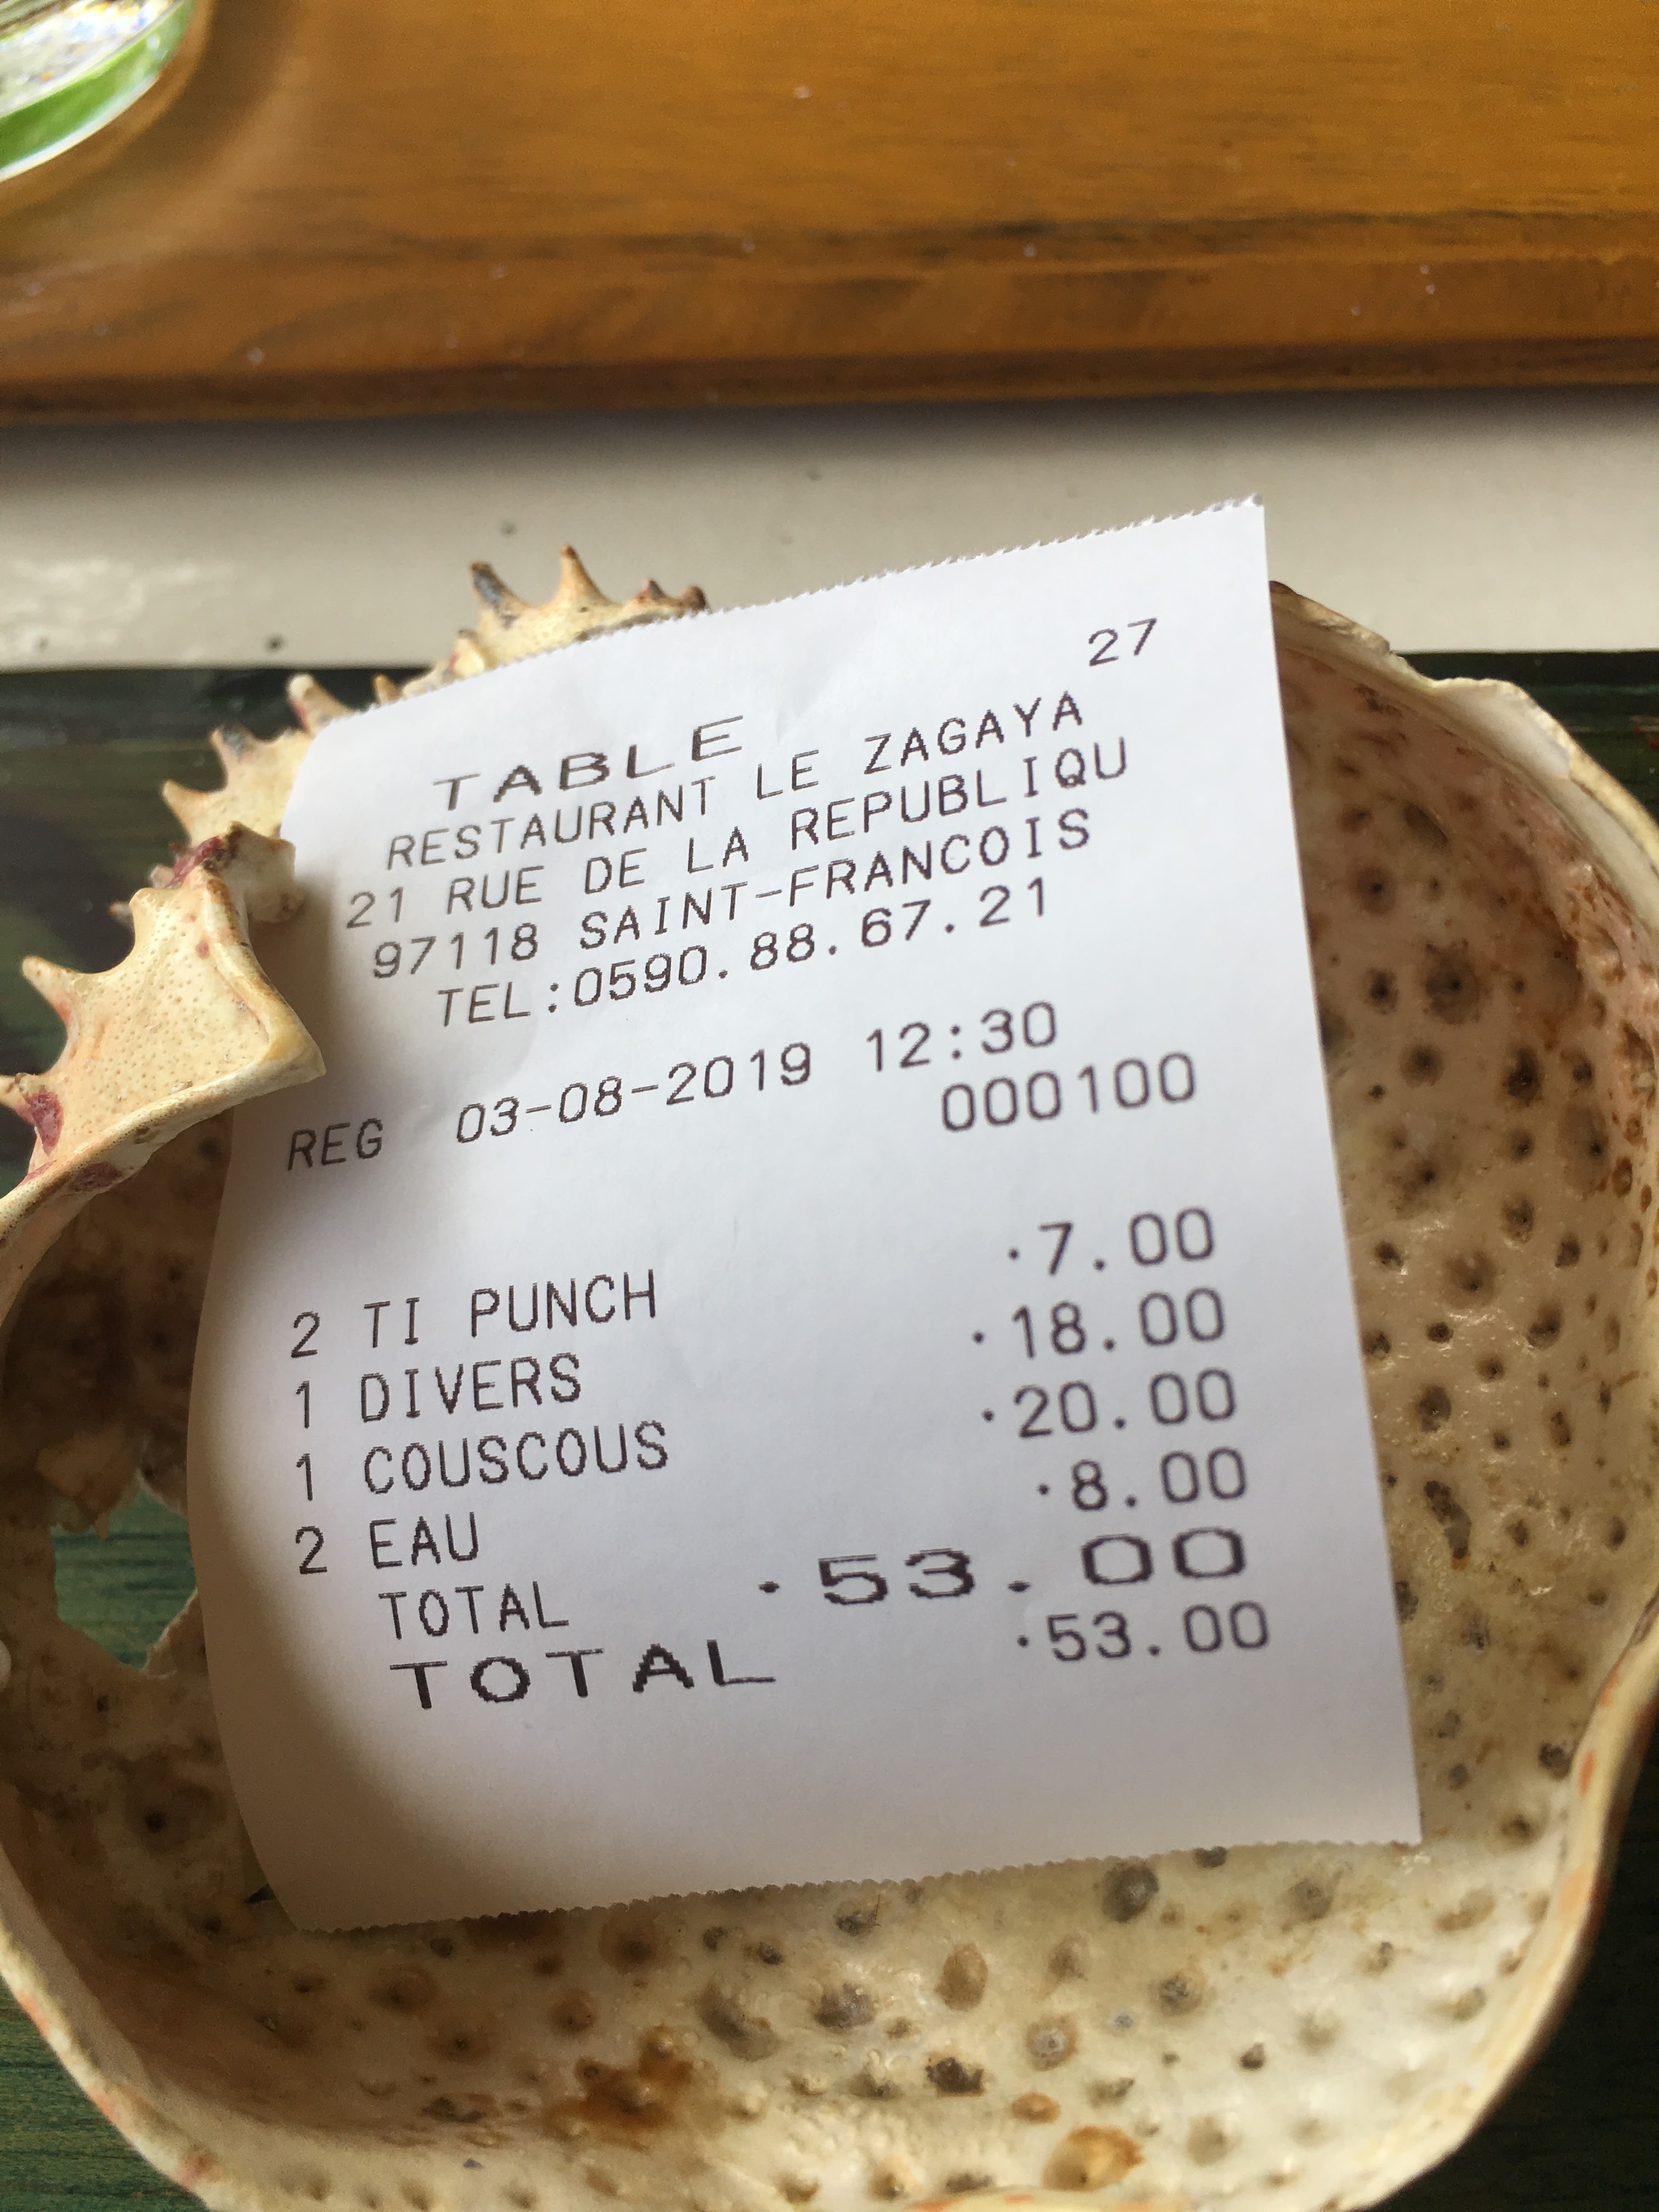 27
TABLE
RESTAURANT LE ZAGAYA
21 RUE DE LA REPUBLIQU
97118 SAINT-FRANCOIS
TEL:0590.88.67.21
REG 03-08-2019 12:30
000100
2 TI PUNCH ·7.00
1 DIVERS ·18.00
1 COUSCOUS ·20.00
2 EAU ·8.00
TOTAL ·53.00
TOTAL ·53.00